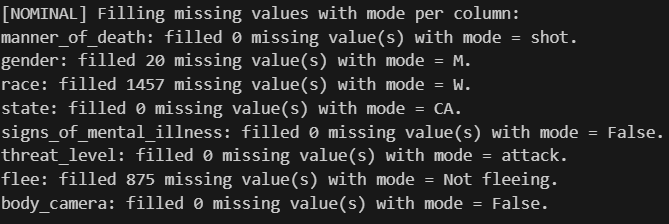 [NOMINAL] Filling missing values with mode per column:
manner_of_death: filled 0 missing value(s) with mode = shot.
gender: filled 20 missing value(s) with mode = M.
race: filled 1457 missing value(s) with mode = W.
state: filled 0 missing value(s) with mode = CA.
signs_of_mental_illness: filled 0 missing value(s) with mode = False.
threat_level: filled 0 missing value(s) with mode = attack.
flee: filled 875 missing value(s) with mode = Not fleeing.
body_camera: filled 0 missing value(s) with mode = False.